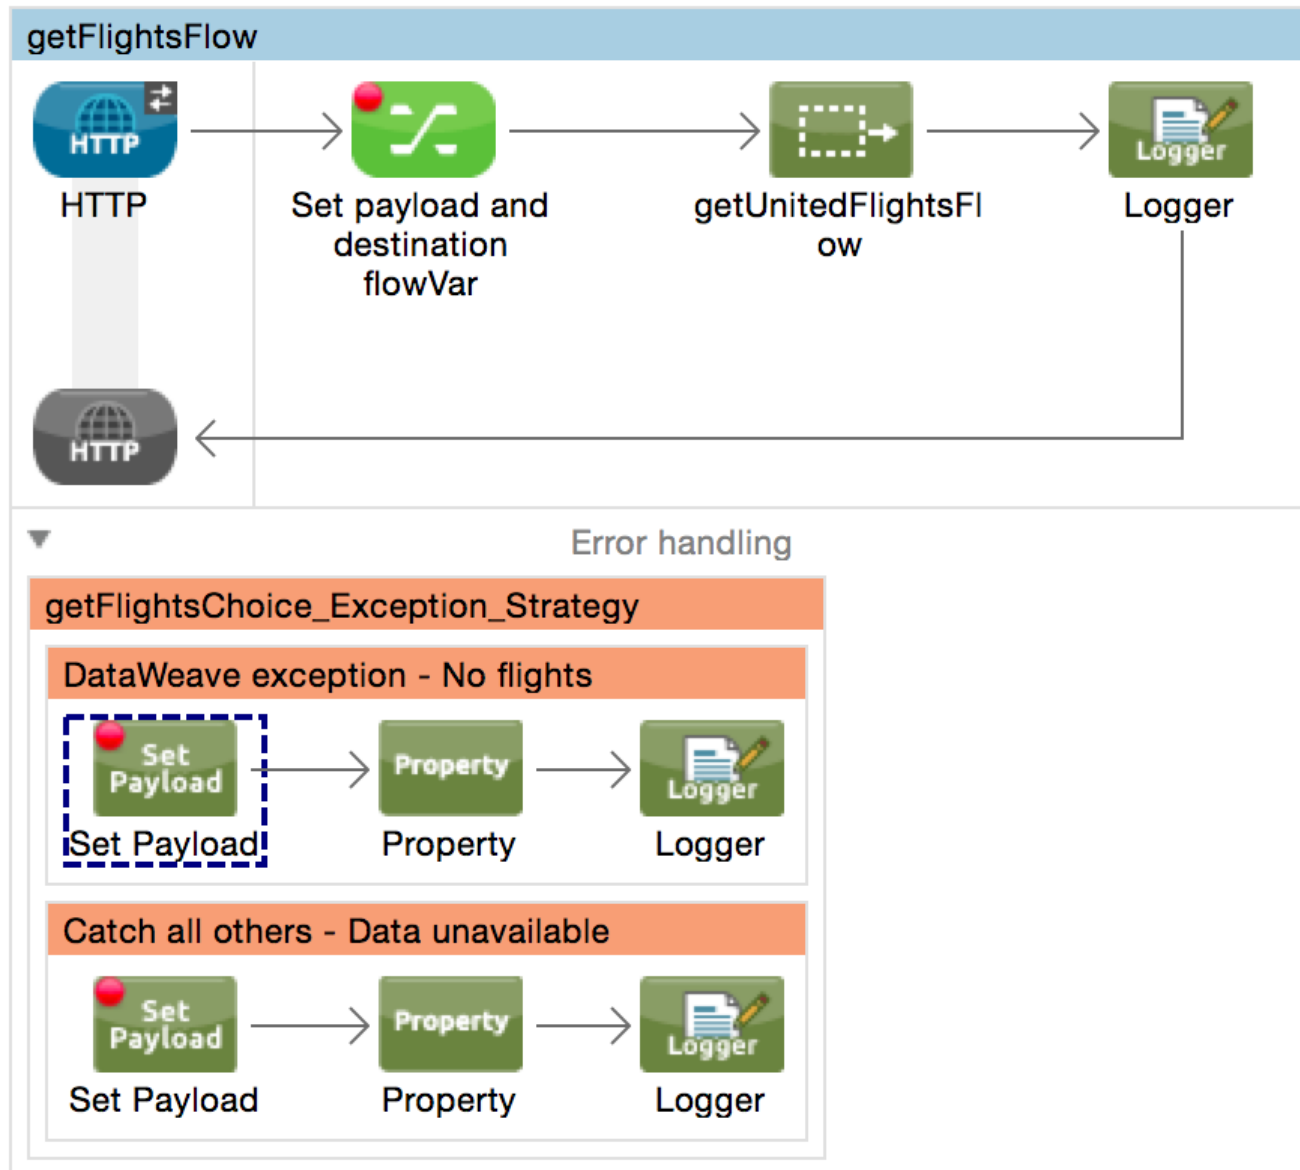 getFlightsFlow
HTTP
HTTP
Set payload and
destination
flowVar
getUnitedFlightsFl
ow
Logger
Logger
HTTP
Error handling
getFlightsChoice_Exception_Strategy
DataWeave exception - No flights
Set
Payload
Set Payload
Property
Property
Logger
Logger
Catch all others - Data unavailable
Set
Payload
Set Payload
Property
Property
Logger
Logger